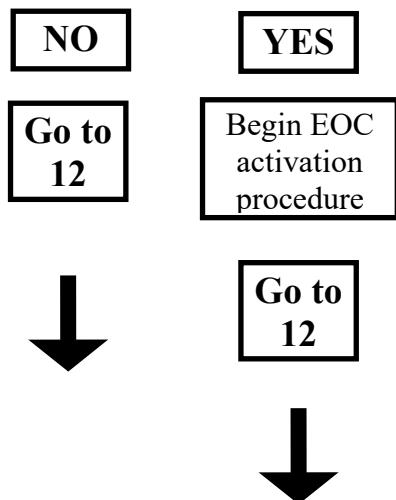 NO
YES
Go to
12
Begin EOC
activation
procedure
Go to
12